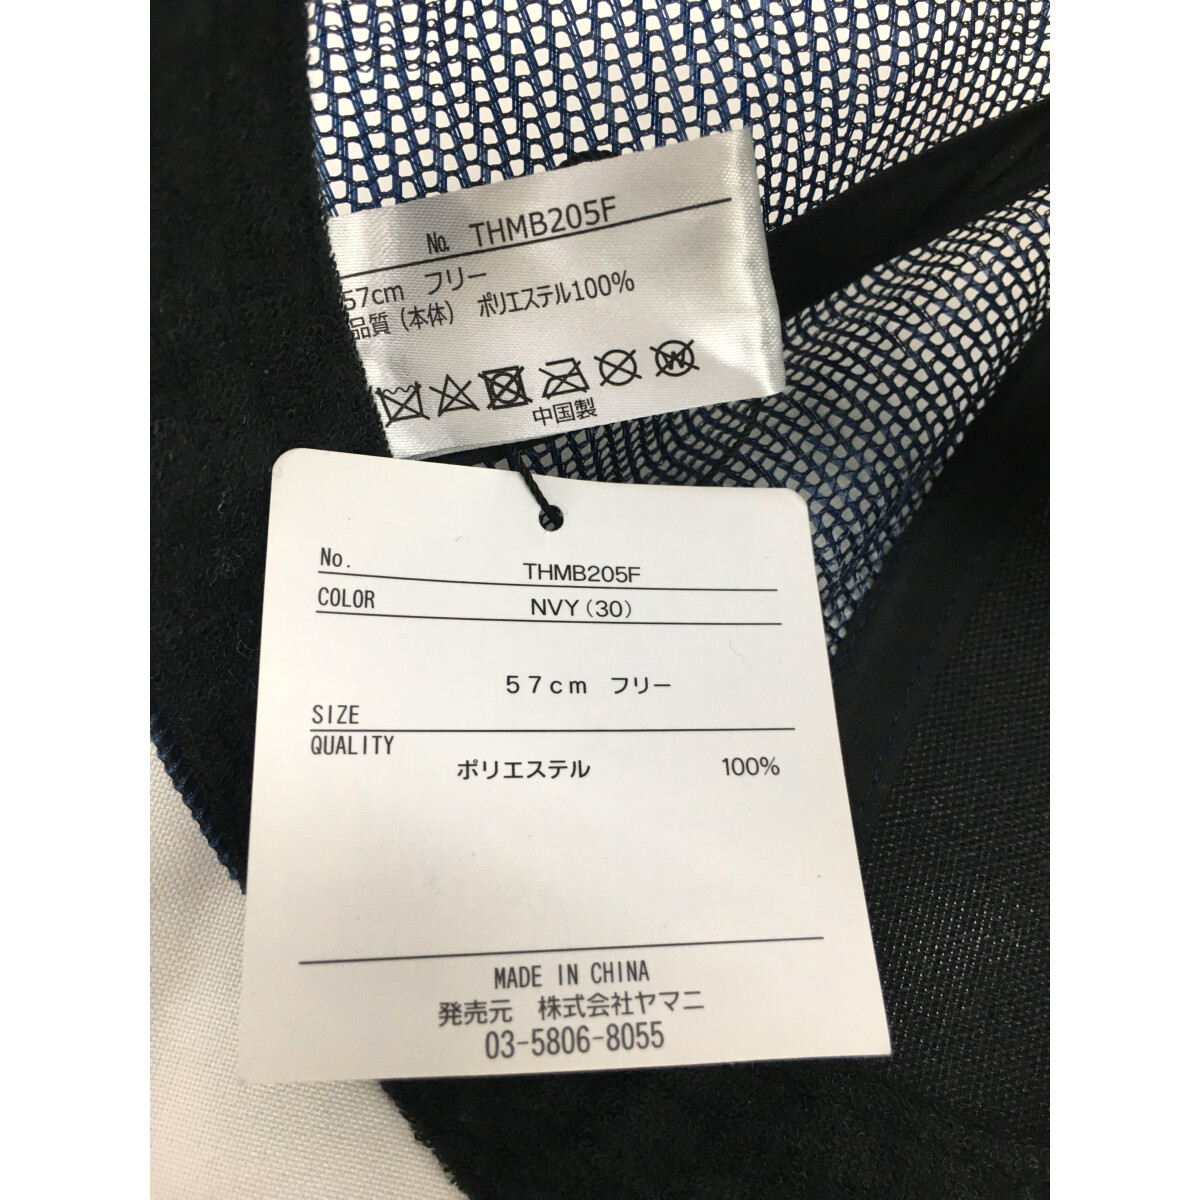 № THMB205F
57cm フリー
品質(本体) ポリエステル100%
W
中国製
No. THMB205F
COLOR NVY(30)
57cm フリー
SIZE
QUALITY
ポリエステル 100%
MADE IN CHINA
発売元 株式会社ヤマニ
03-5806-8055